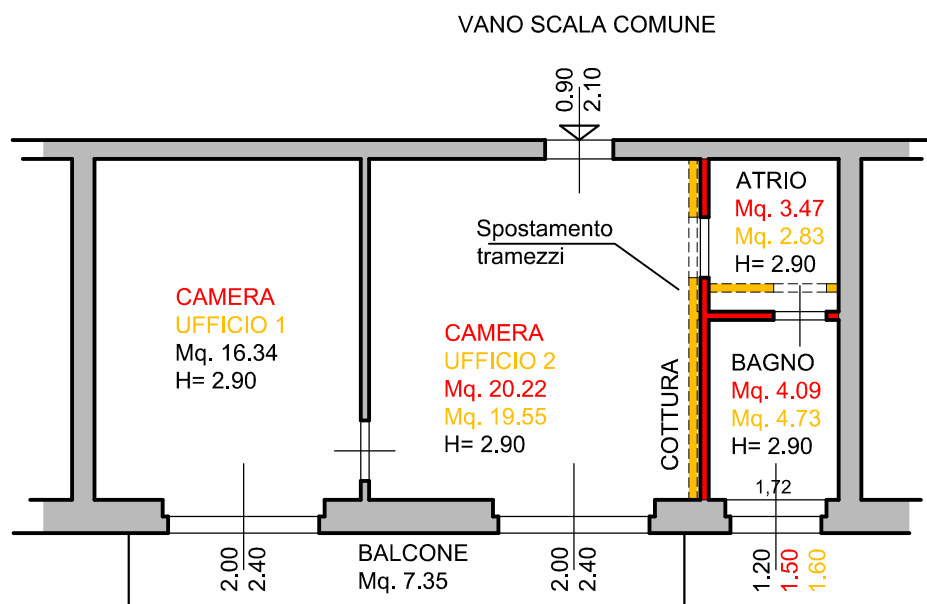 VANO SCALA COMUNE
0.90
2.10
ATRIO
Mq. 3.47
Mq. 2.83
H= 2.90
Spostamento
tramezzi
CAMERA
UFFICIO 1
Mq. 16.34
H= 2.90
CAMERA
UFFICIO 2
Mq. 20.22
Mq. 19.55
H= 2.90
COTTURA
BAGNO
Mq. 4.09
Mq. 4.73
H= 2.90
1,72
2.00
2.40
BALCONE
Mq. 7.35
2.00
2.40
1.20
1.50
1.60